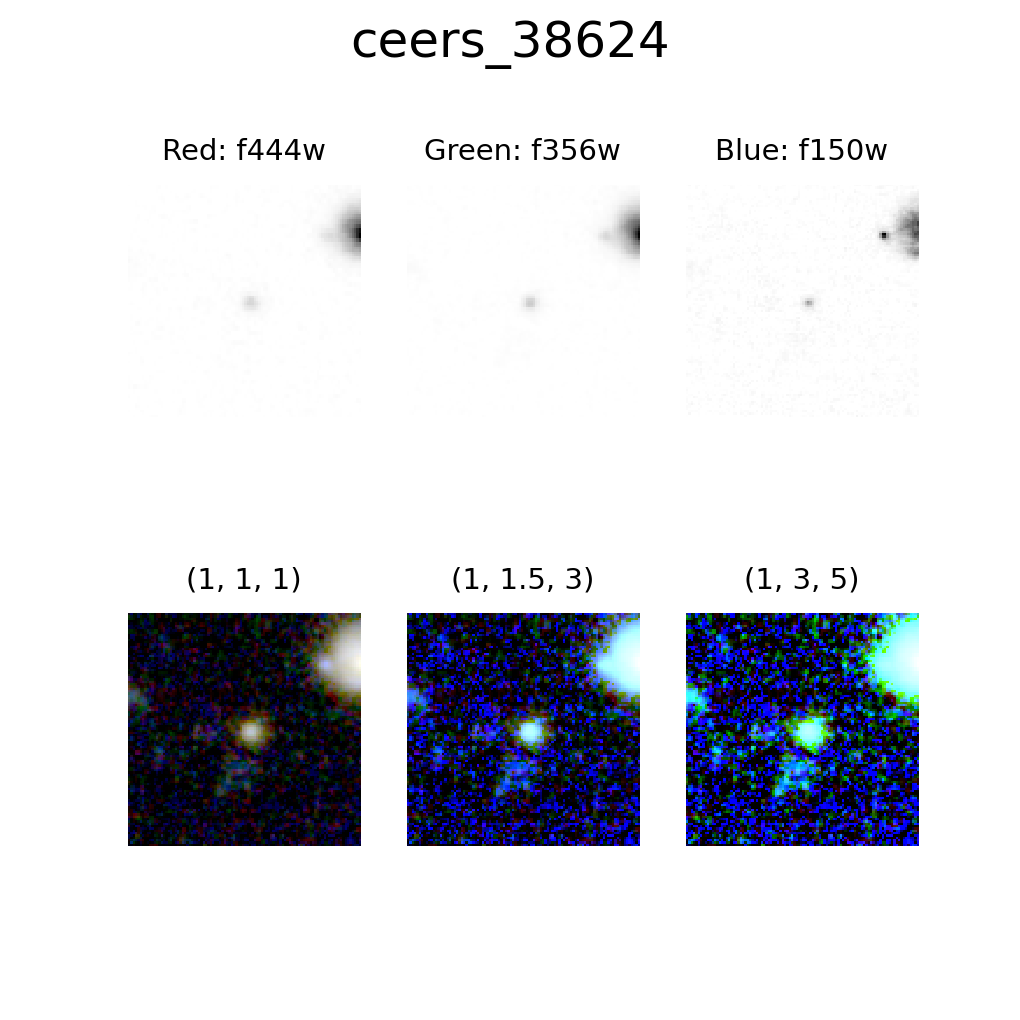 ceers_38624
Red: f444w
Green: f356w
Blue: f150w
(1, 1, 1)
(1, 1.5, 3)
(1, 3, 5)